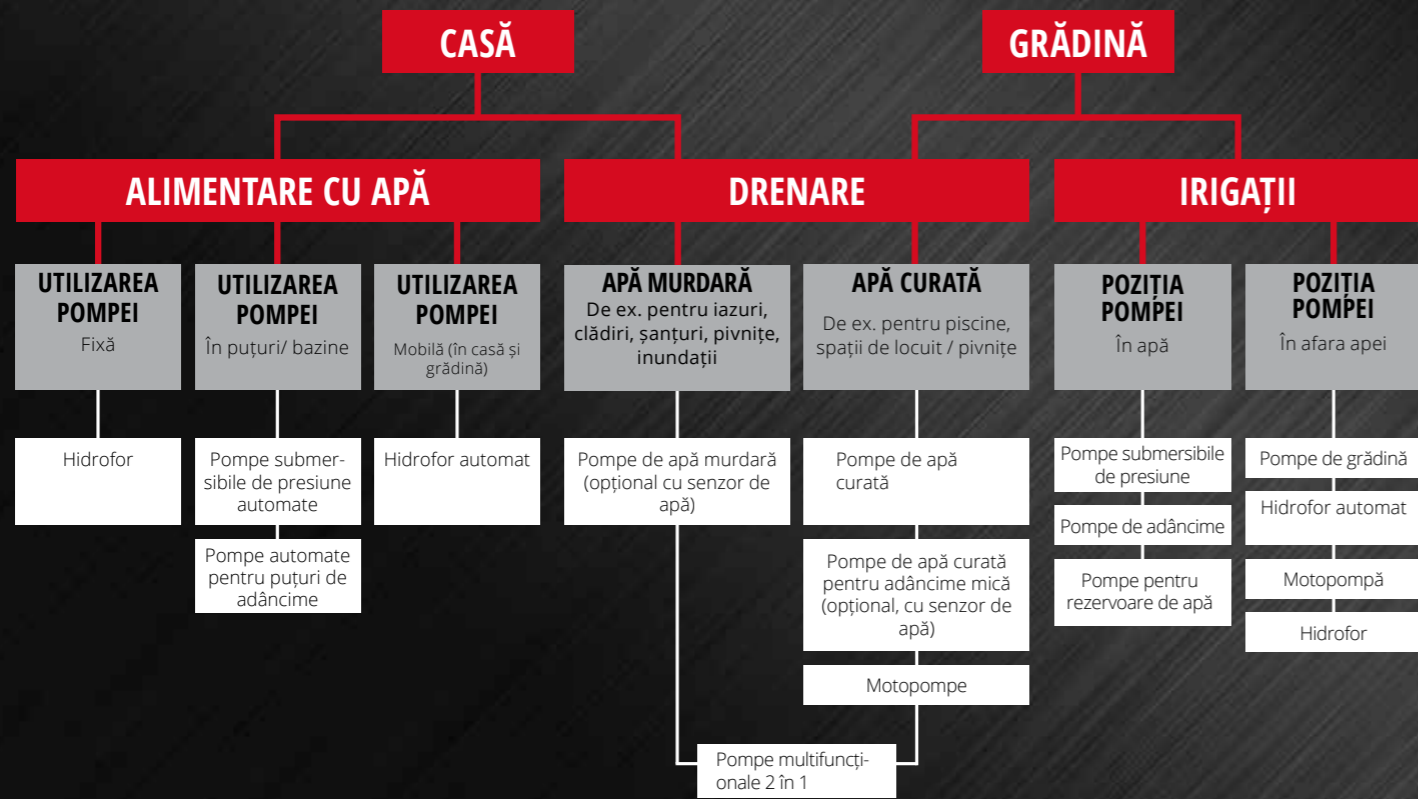 CASĂ
GRĂDINĂ
ALIMENTARE CU APĂ
DRENARE
IRIGAȚII
UTILIZAREA
POMPEI
Fixă
UTILIZAREA
POMPEI
În puțuri/ bazine
UTILIZAREA
POMPEI
Mobilă (în casă și
grădină)
APĂ MURDARĂ
De ex. pentru iazuri,
clădiri, șanțuri, pivnițe,
inundații
APĂ CURATĂ
De ex. pentru piscine,
spații de locuit / pivnițe
POZIȚIA
POMPEI
În apă
POZIȚIA
POMPEI
În afara apei
Hidrofor
Pompe submer-
sibile de presiune
automate
Pompe automate
pentru puțuri de
adâncime
Hidrofor automat
Pompe de apă murdară
(opțional cu senzor de
apă)
Pompe de apă
curată
Pompe de apă curată
pentru adâncime mică
(opțional, cu senzor de
apă)
Motopompe
Pompe multifuncți-
onale 2 în 1
Pompe submersibile
de presiune
Pompe de adâncime
Pompe pentru
rezervoare de apă
Pompe de grădină
Hidrofor automat
Motopompă
Hidrofor